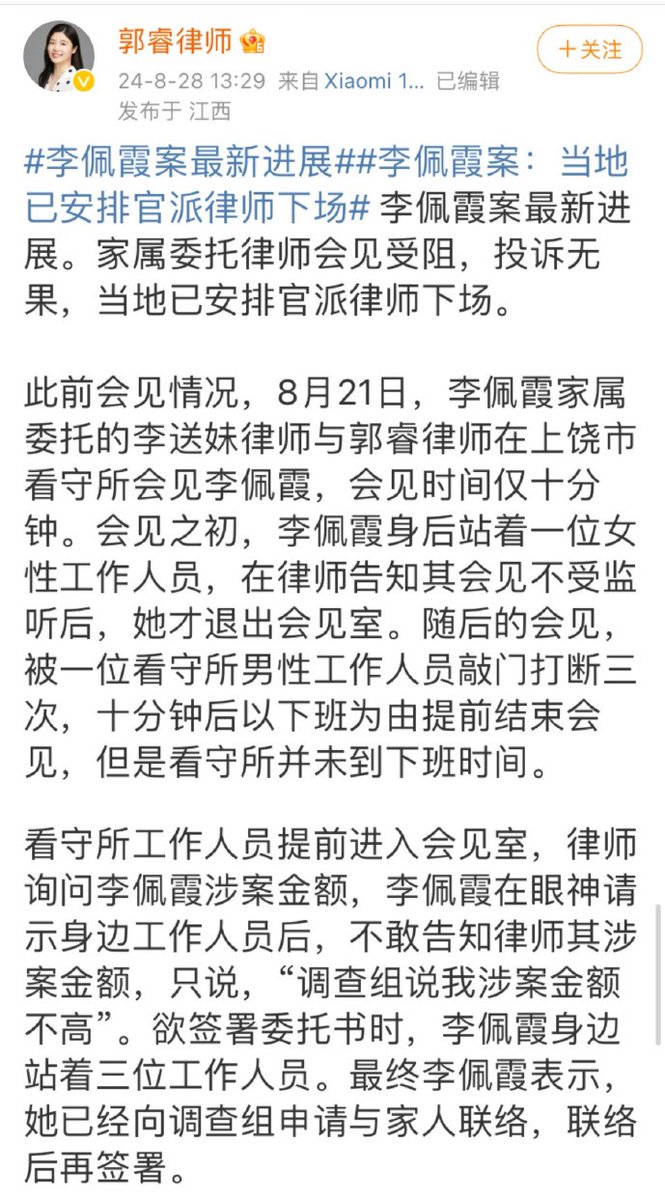 郭睿律师
＋关注
24-8-28 13:29 来自 Xiaomi 1... 已编辑
发布于 江西
#李佩霞案最新进展##李佩霞案：当地
已安排官派律师下场# 李佩霞案最新进
展。家属委托律师会见受阻，投诉无
果，当地已安排官派律师下场。
此前会见情况，8月21日，李佩霞家属
委托的李送妹律师与郭睿律师在上饶市
看守所会见李佩霞，会见时间仅十分
钟。会见之初，李佩霞身后站着一位女
性工作人员，在律师告知其会见不受监
听后，她才退出会见室。随后的会见，
被一位看守所男性工作人员敲门打断三
次，十分钟后以下班为由提前结束会
见，但是看守所并未到下班时间。
看守所工作人员提前进入会见室，律师
询问李佩霞涉案金额，李佩霞在眼神请
示身边工作人员后，不敢告知律师其涉
案金额，只说，“调查组说我涉案金额
不高”。欲签署委托书时，李佩霞身边
站着三位工作人员。最终李佩霞表示，
她已经向调查组申请与家人联络，联络
后再签署。